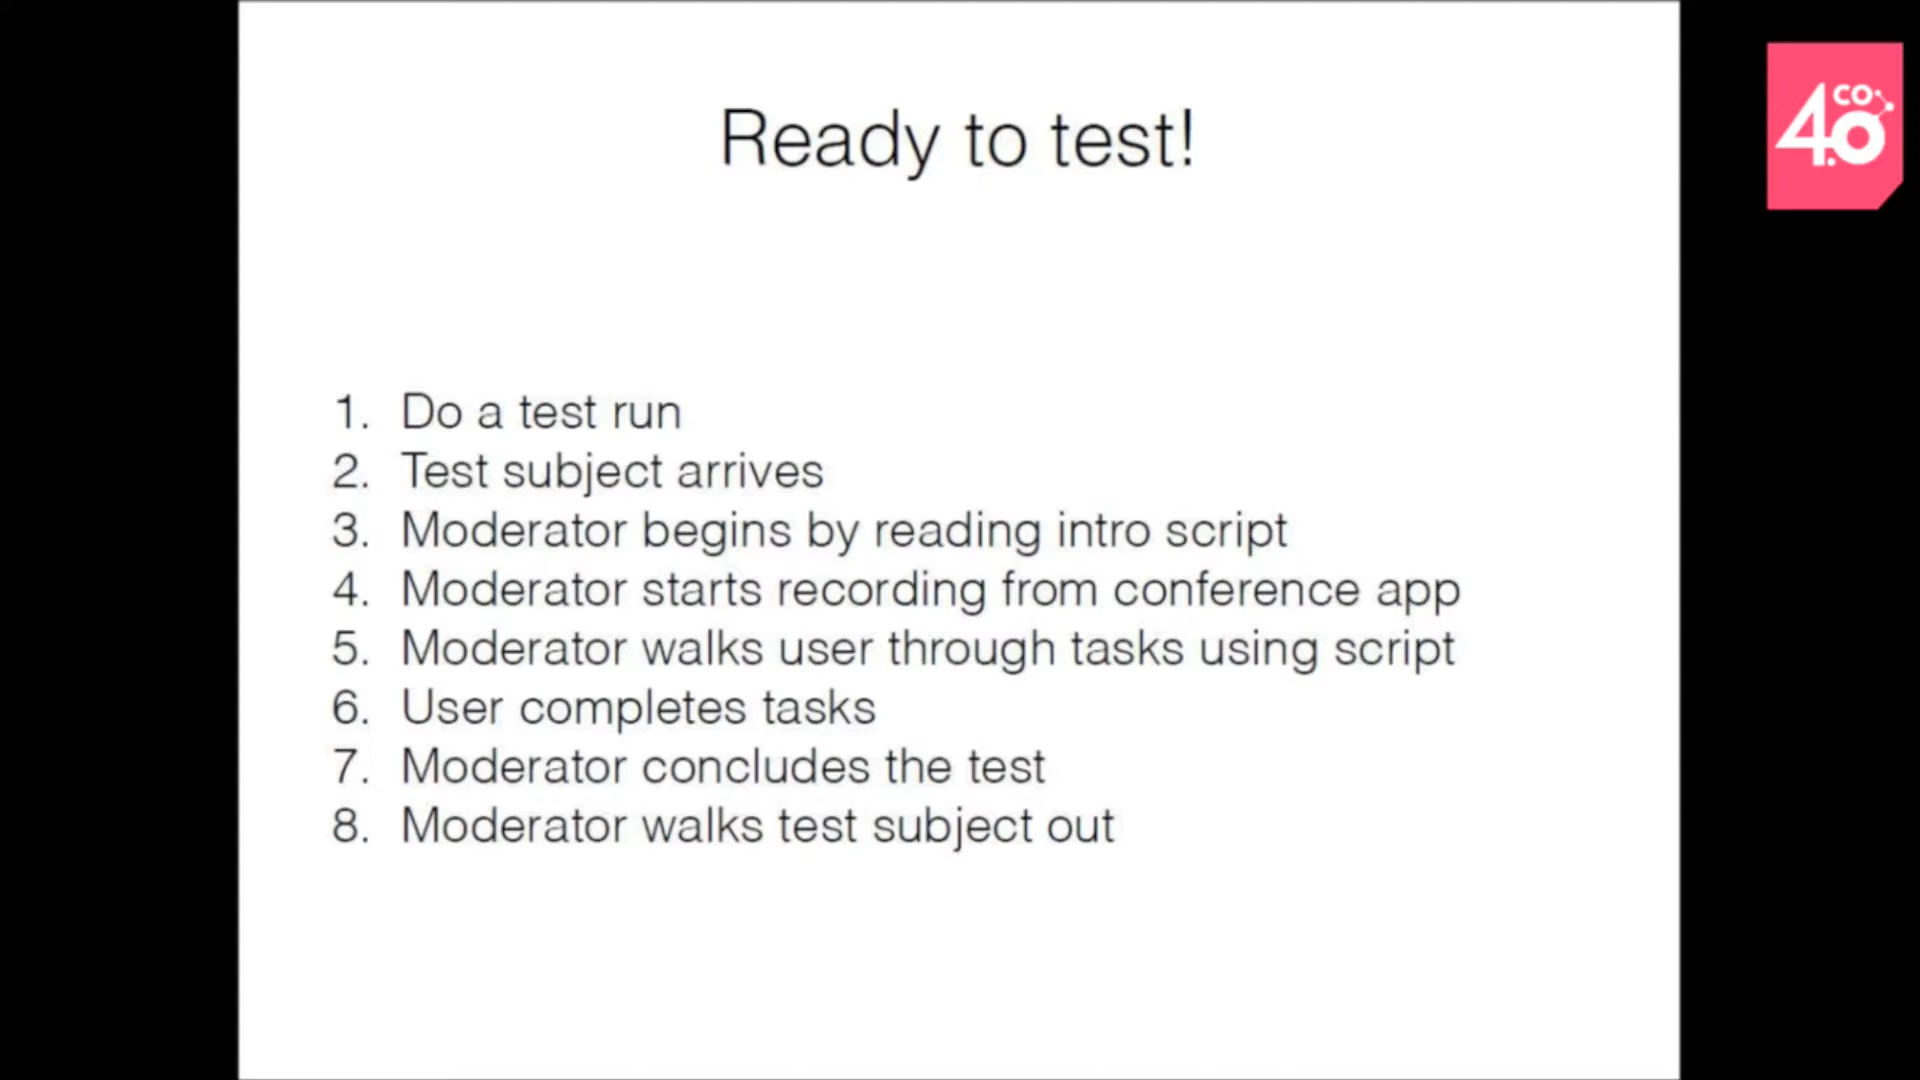 Ready to test!
CO
4.0
1. Do a test run
2. Test subject arrives
3. Moderator begins by reading intro script
4. Moderator starts recording from conference app
5. Moderator walks user through tasks using script
6. User completes tasks
7. Moderator concludes the test
8. Moderator walks test subject out